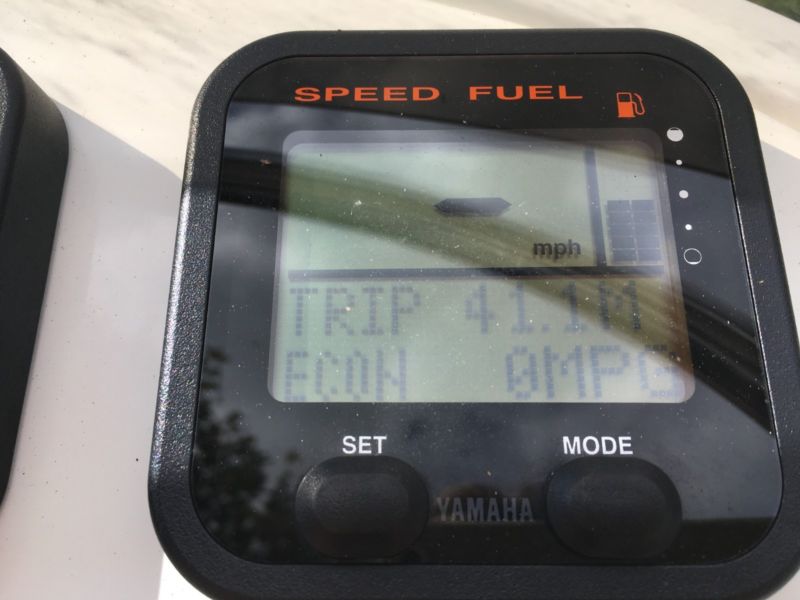 SPEED FUEL
mph
TRIP 41.1M
ECON 0MPG
SET MODE
YAMAHA